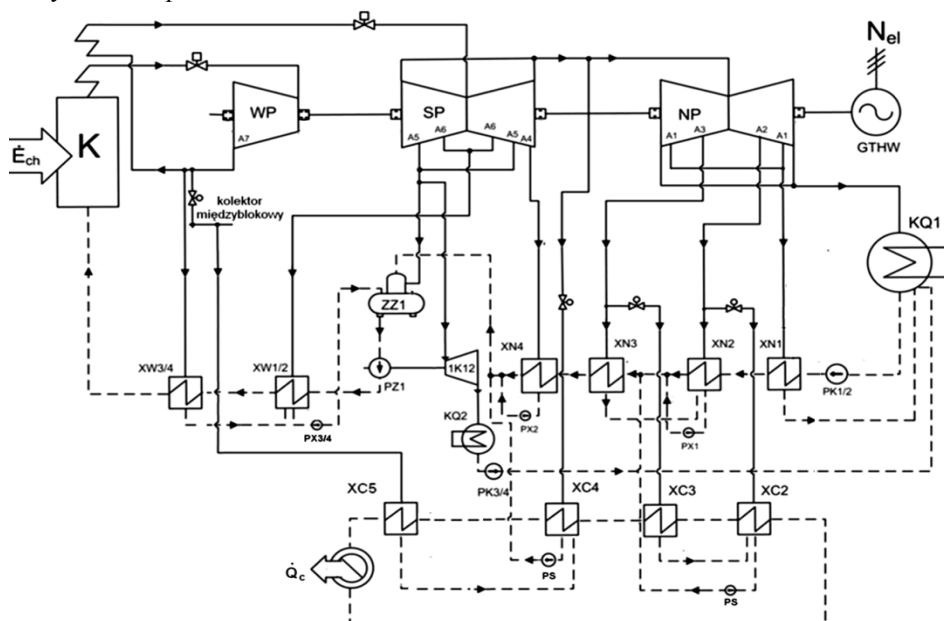 N el
WP
SP
NP
A7
A5
A6
A6
A5
A4
A1
A3
A2
A1
GTHW
K
Ė ch
kolektor
międzyblokowy
KQ1
ZZ1
XW3/4
XW1/2
PZ1
1K12
XN4
XN3
XN2
XN1
PK1/2
PX3/4
KQ2
PX2
PX1
PK3/4
XC5
XC4
XC3
XC2
Q̇ c
PS
PS